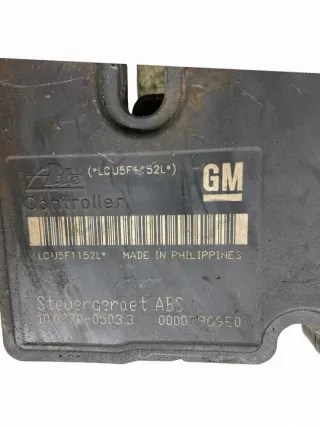 (*LCU5F1152L*)
Ate GM
Controller
*LCU5F1152L* MADE IN PHILIPPINES
Steuergeraet ABS
10.0970-0503.3